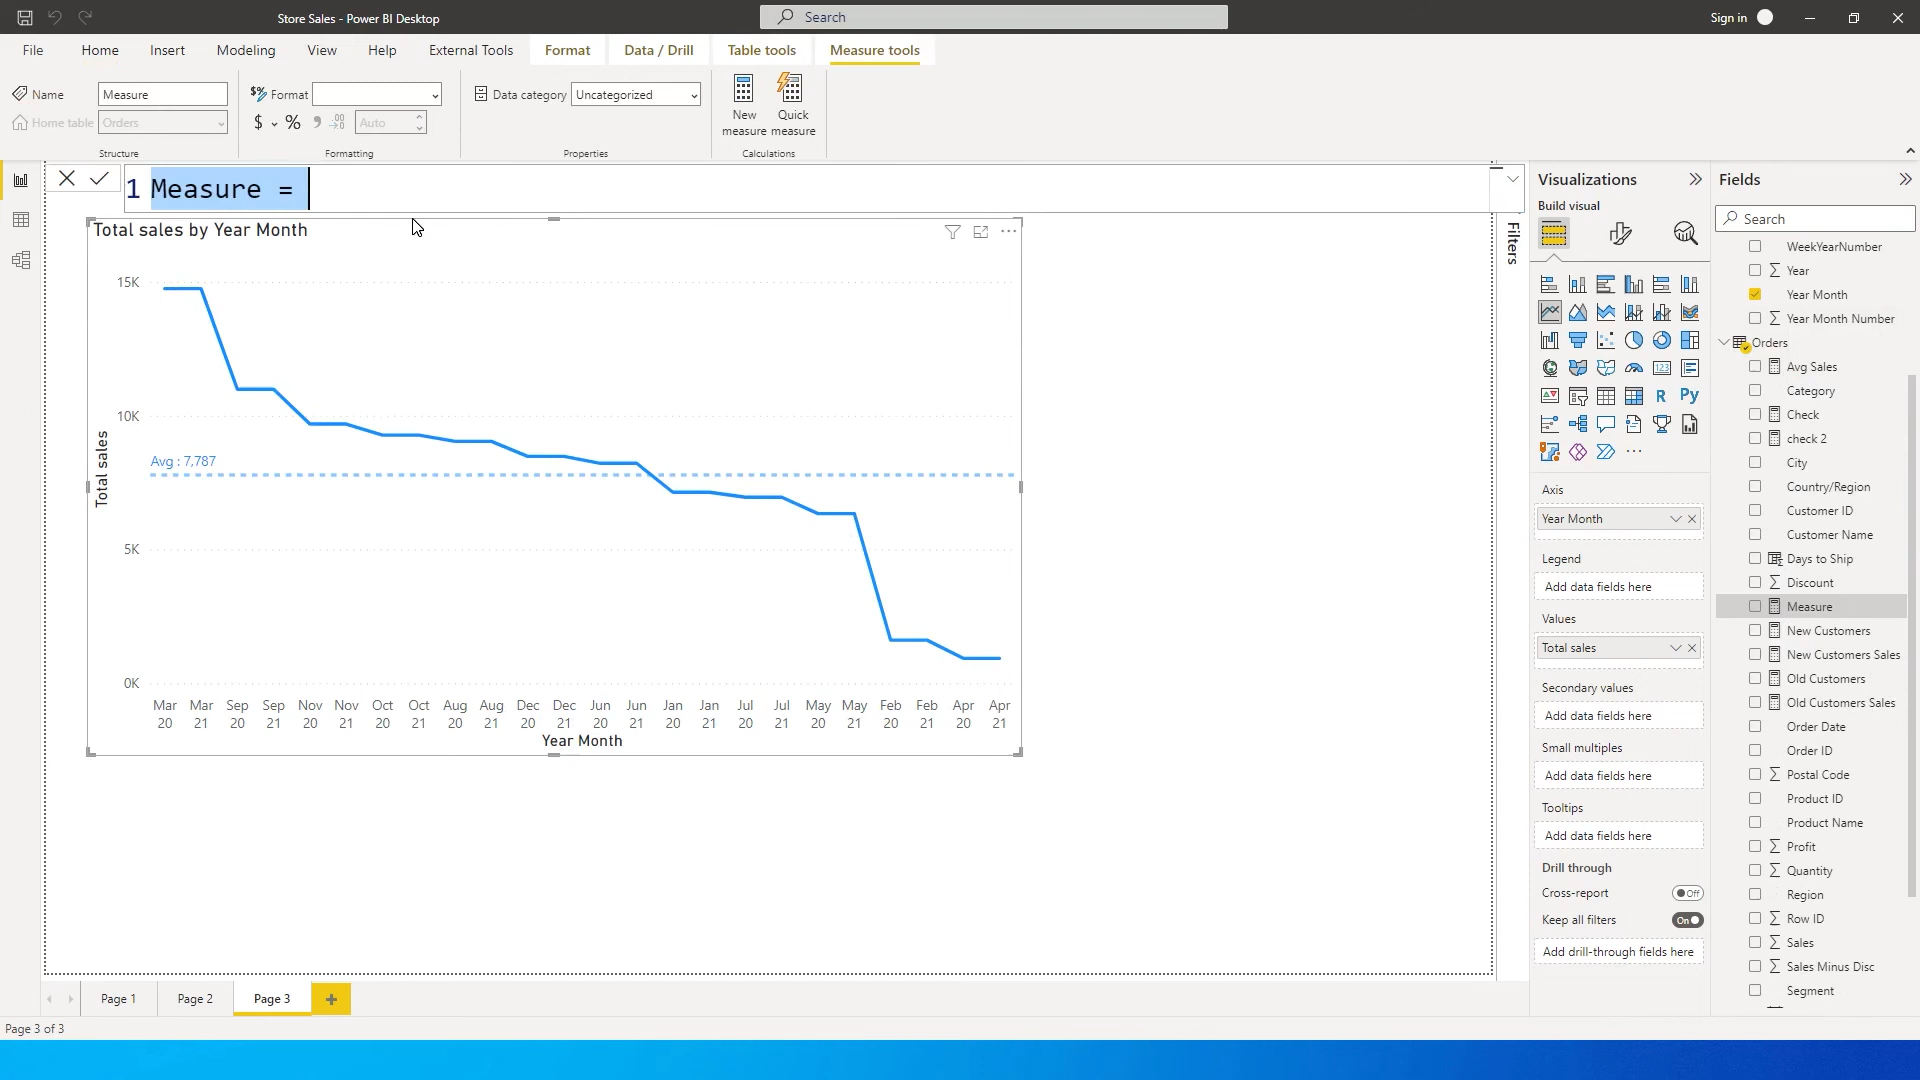 Store Sales - Power BI Desktop
Search
Sign in
File
Home
Insert
Modeling
View
Help
External Tools
Format
Data / Drill
Table tools
Measure tools
Name
Measure
Home table
Orders
Structure
Format
$
%
Auto
Formatting
Data category
Uncategorized
Properties
New measure
Quick measure
Calculations
1 Measure =
Total sales by Year Month
15K
10K
5K
0K
Total sales
Avg : 7,787
Mar 20
Mar 21
Sep 20
Sep 21
Nov 20
Nov 21
Oct 20
Oct 21
Aug 20
Aug 21
Dec 20
Dec 21
Jun 20
Jun 21
Jan 20
Jan 21
Jul 20
Jul 21
May 20
May 21
Feb 20
Feb 21
Apr 20
Apr 21
Year Month
Filters
Visualizations
Build visual
R
Py
123
Axis
Year Month
Legend
Add data fields here
Values
Total sales
Secondary values
Add data fields here
Small multiples
Add data fields here
Tooltips
Add data fields here
Drill through
Cross-report
Off
Keep all filters
On
Add drill-through fields here
Fields
Search
WeekYearNumber
Year
Year Month
Year Month Number
Orders
Avg Sales
Category
Check
check 2
City
Country/Region
Customer ID
Customer Name
Days to Ship
Discount
Measure
New Customers
New Customers Sales
Old Customers
Old Customers Sales
Order Date
Order ID
Postal Code
Product ID
Product Name
Profit
Quantity
Region
Row ID
Sales
Sales Minus Disc
Segment
Page 1
Page 2
Page 3
Page 3 of 3